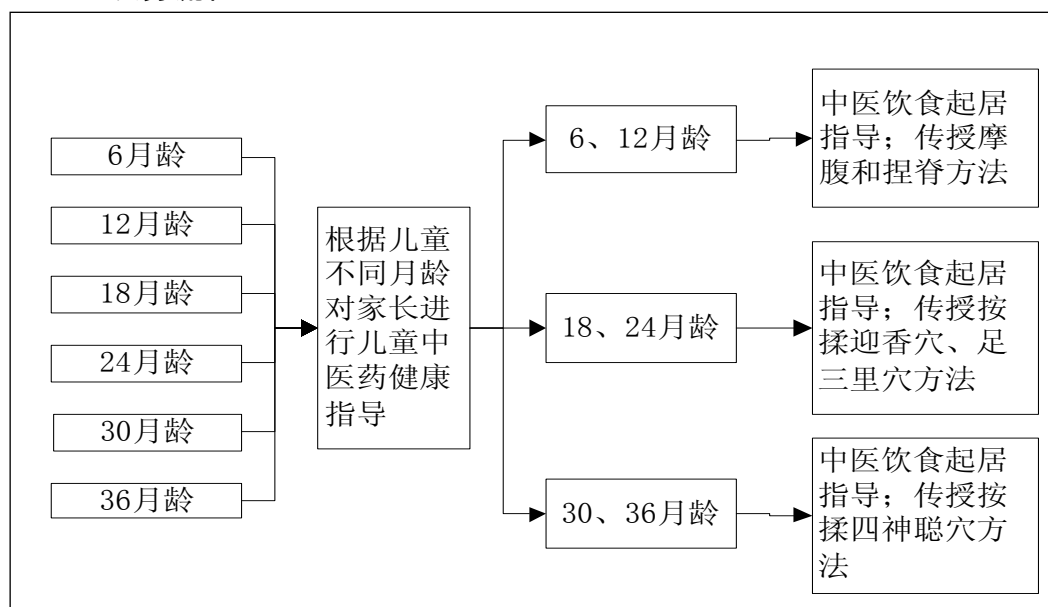 6月龄
12月龄
18月龄
24月龄
30月龄
36月龄
根据儿童
不同月龄
对家长进
行儿童中
医药健康
指导
6、12月龄
18、24月龄
30、36月龄
中医饮食起居
指导；传授摩
腹和捏脊方法
中医饮食起居
指导；传授按
揉迎香穴、足
三里穴方法
中医饮食起居
指导；传授按
揉四神聪穴方
法